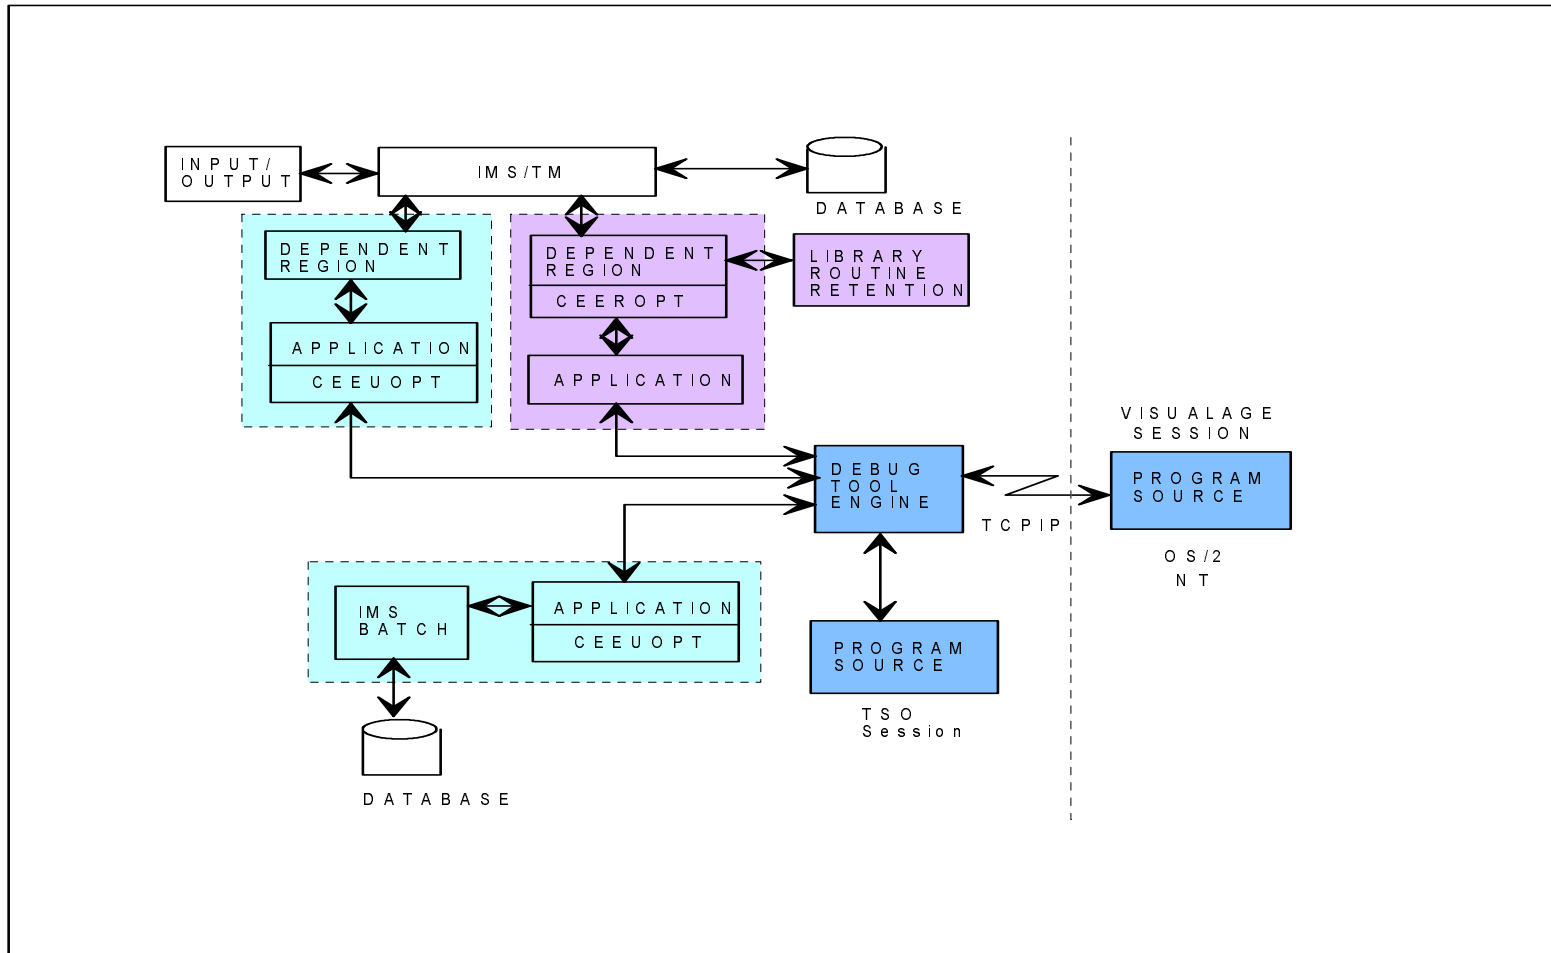 INPUT/
OUTPUT
IMS/TM
DATABASE
DEPENDENT
REGION
DEPENDENT
REGION
CEEROPT
LIBRARY
ROUTINE
RETENTION
APPLICATION
CEEUOPT
APPLICATION
VISUALAGE
SESSION
DEBUG
TOOL
ENGINE
PROGRAM
SOURCE
TCPIP
OS/2
NT
IMS
BATCH
APPLICATION
CEEUOPT
PROGRAM
SOURCE
TSO
Session
DATABASE